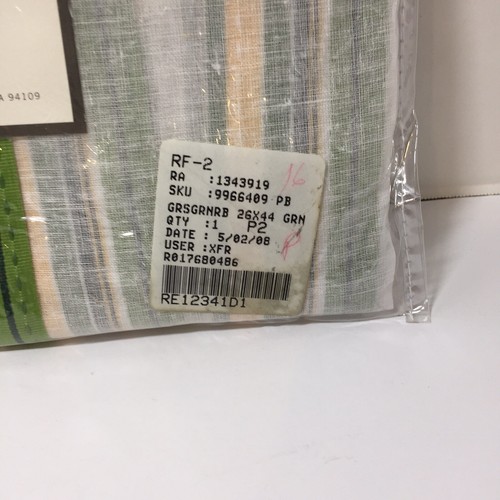 A 94109
RF-2
RA :1343919 16
SKU :9966409 PB
GRSGRNRB 26X44 GRN
QTY :1 P2
DATE : 5/02/08
USER :XFR
R017680486
RE12341D1